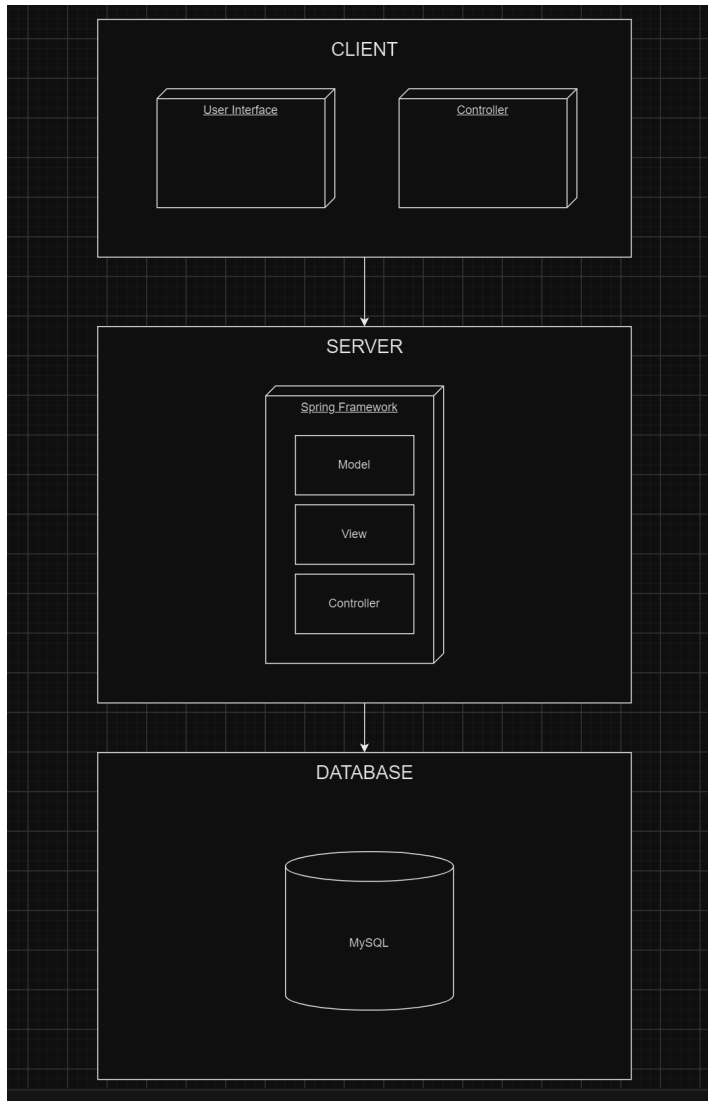 CLIENT
User Interface
Controller
SERVER
Spring Framework
Model
View
Controller
DATABASE
MySQL